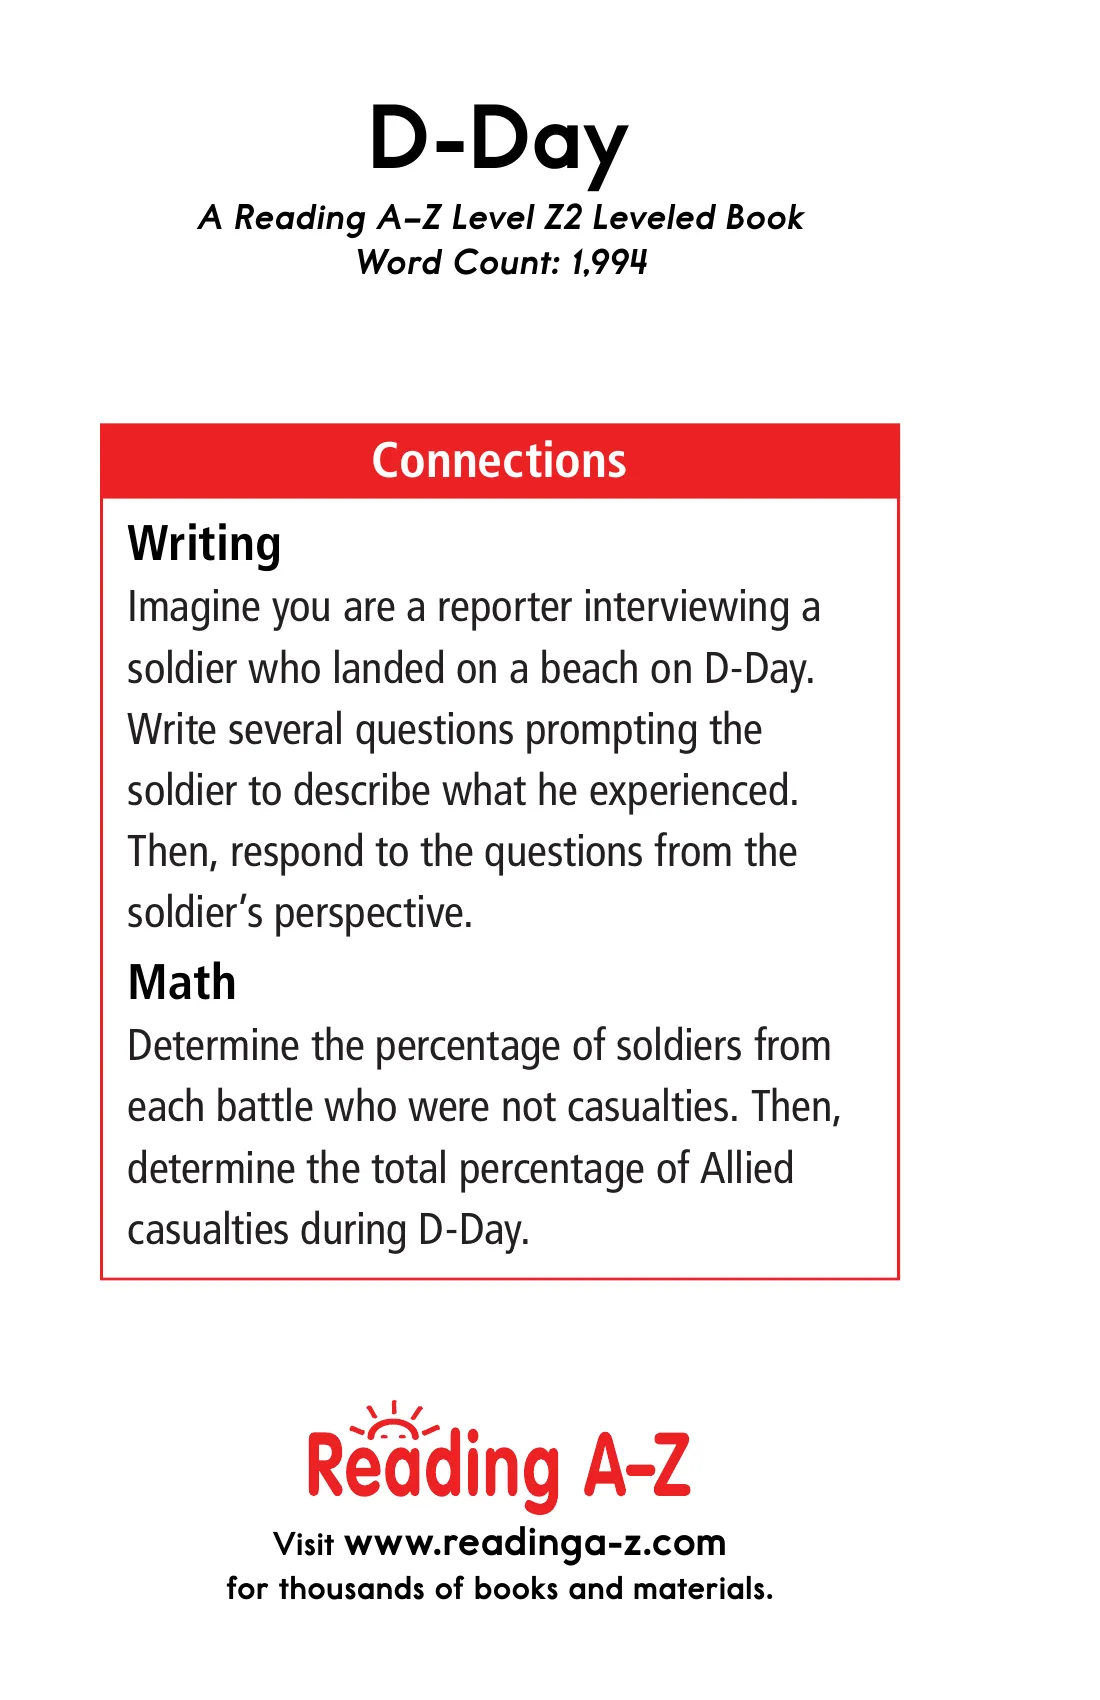 D-Day
A Reading A–Z Level Z2 Leveled Book
Word Count: 1,994
Connections
Writing
Imagine you are a reporter interviewing a
soldier who landed on a beach on D-Day.
Write several questions prompting the
soldier to describe what he experienced.
Then, respond to the questions from the
soldier’s perspective.
Math
Determine the percentage of soldiers from
each battle who were not casualties. Then,
determine the total percentage of Allied
casualties during D-Day.
Reading A–Z
Visit www.readinga-z.com
for thousands of books and materials.